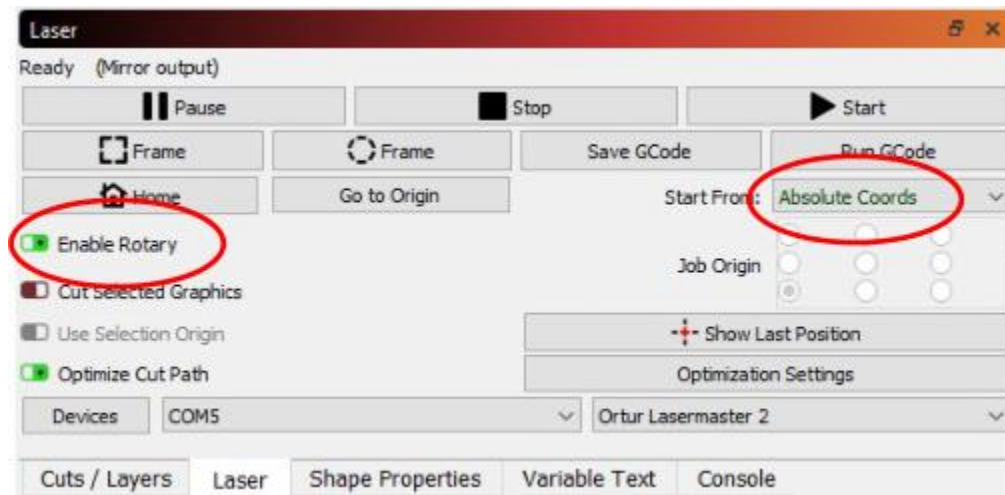 Laser
Ready (Mirror output)
Pause Stop Start
Frame Frame Save GCode Run GCode
Home Go to Origin Start From: Absolute Coords
Enable Rotary
Job Origin
Cut Selected Graphics
Use Selection Origin Show Last Position
Optimize Cut Path Optimization Settings
Devices COM5 Ortur Lasermaster 2
Cuts / Layers Laser Shape Properties Variable Text Console